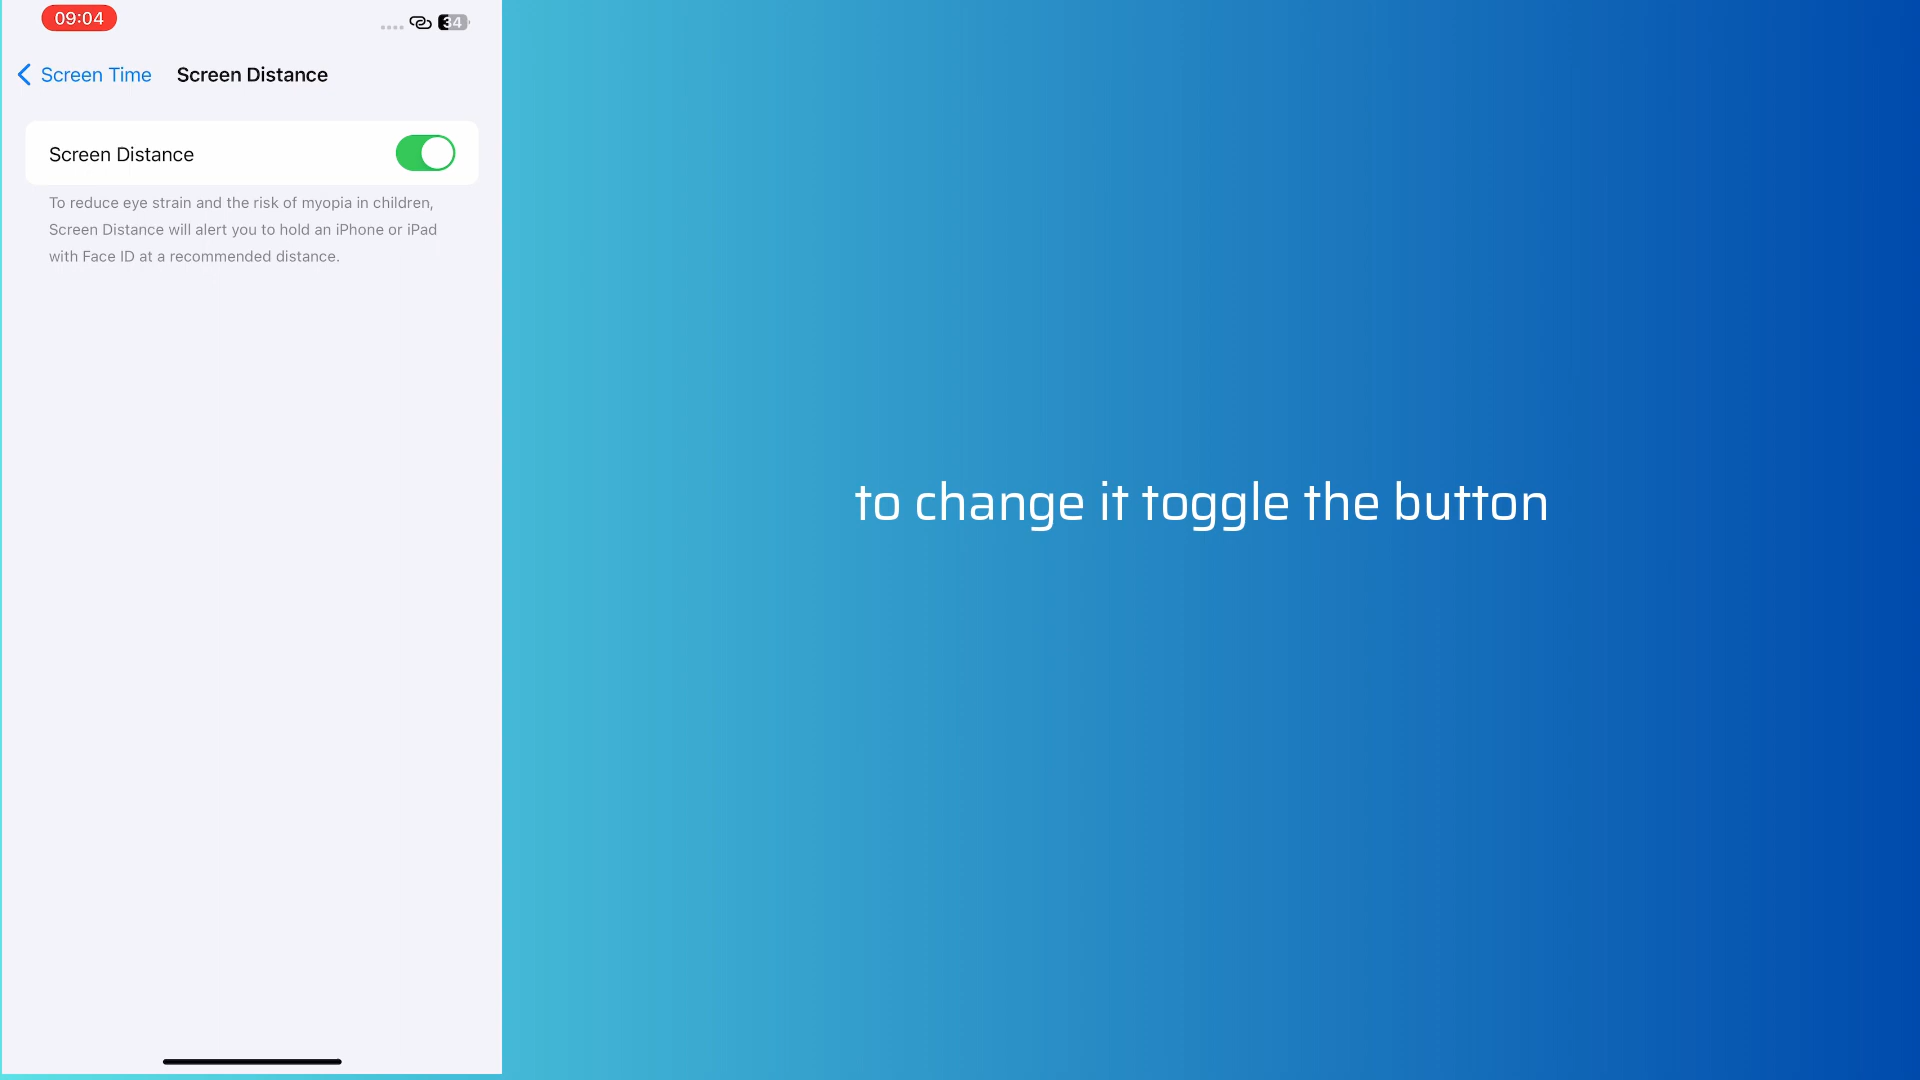 09:04
34
Screen Time
Screen Distance
Screen Distance
To reduce eye strain and the risk of myopia in children,
Screen Distance will alert you to hold an iPhone or iPad
with Face ID at a recommended distance.
to change it toggle the button